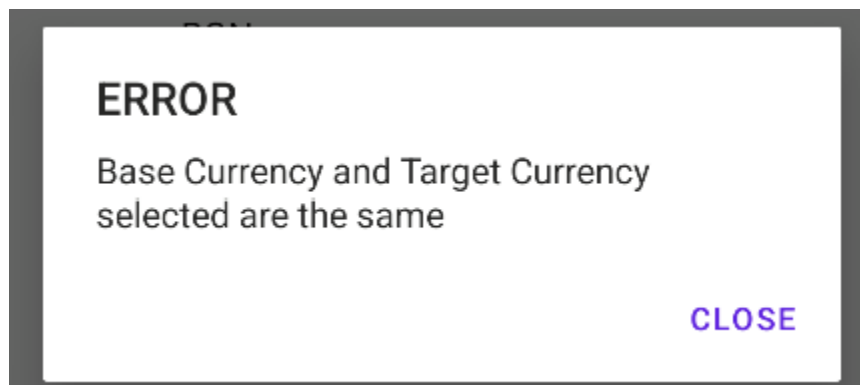 ERROR
Base Currency and Target Currency
selected are the same
CLOSE